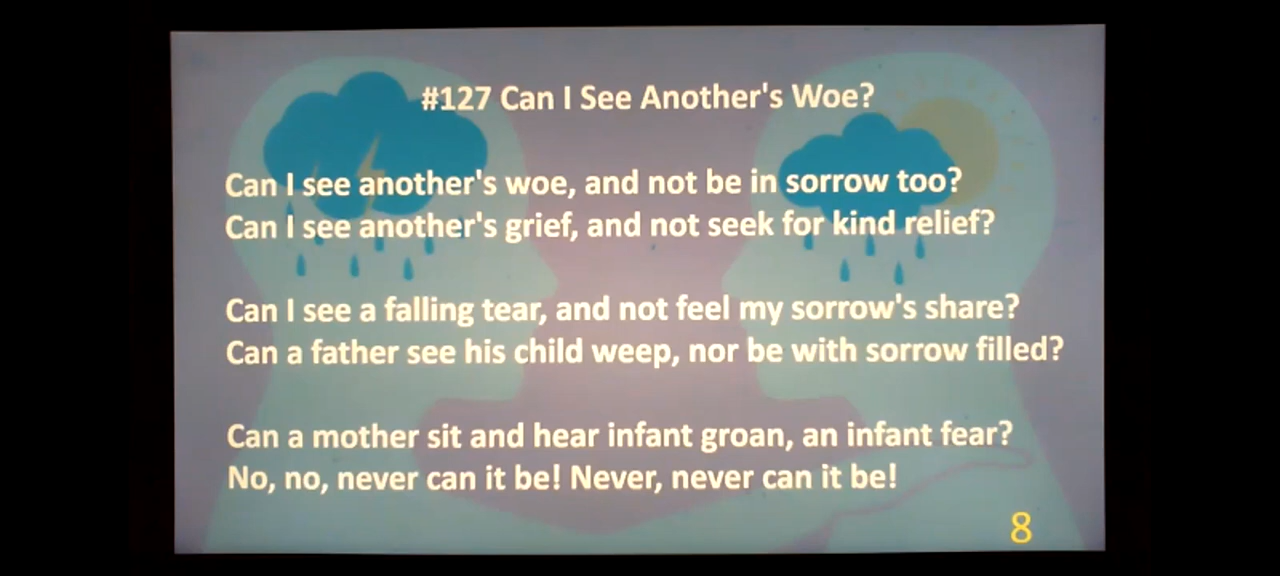 #127 Can I See Another's Woe?
Can I see another's woe, and not be in sorrow too?
Can I see another's grief, and not seek for kind relief?
Can I see a falling tear, and not feel my sorrow's share?
Can a father see his child weep, nor be with sorrow filled?
Can a mother sit and hear infant groan, an infant fear?
No, no, never can it be! Never, never can it be!
8